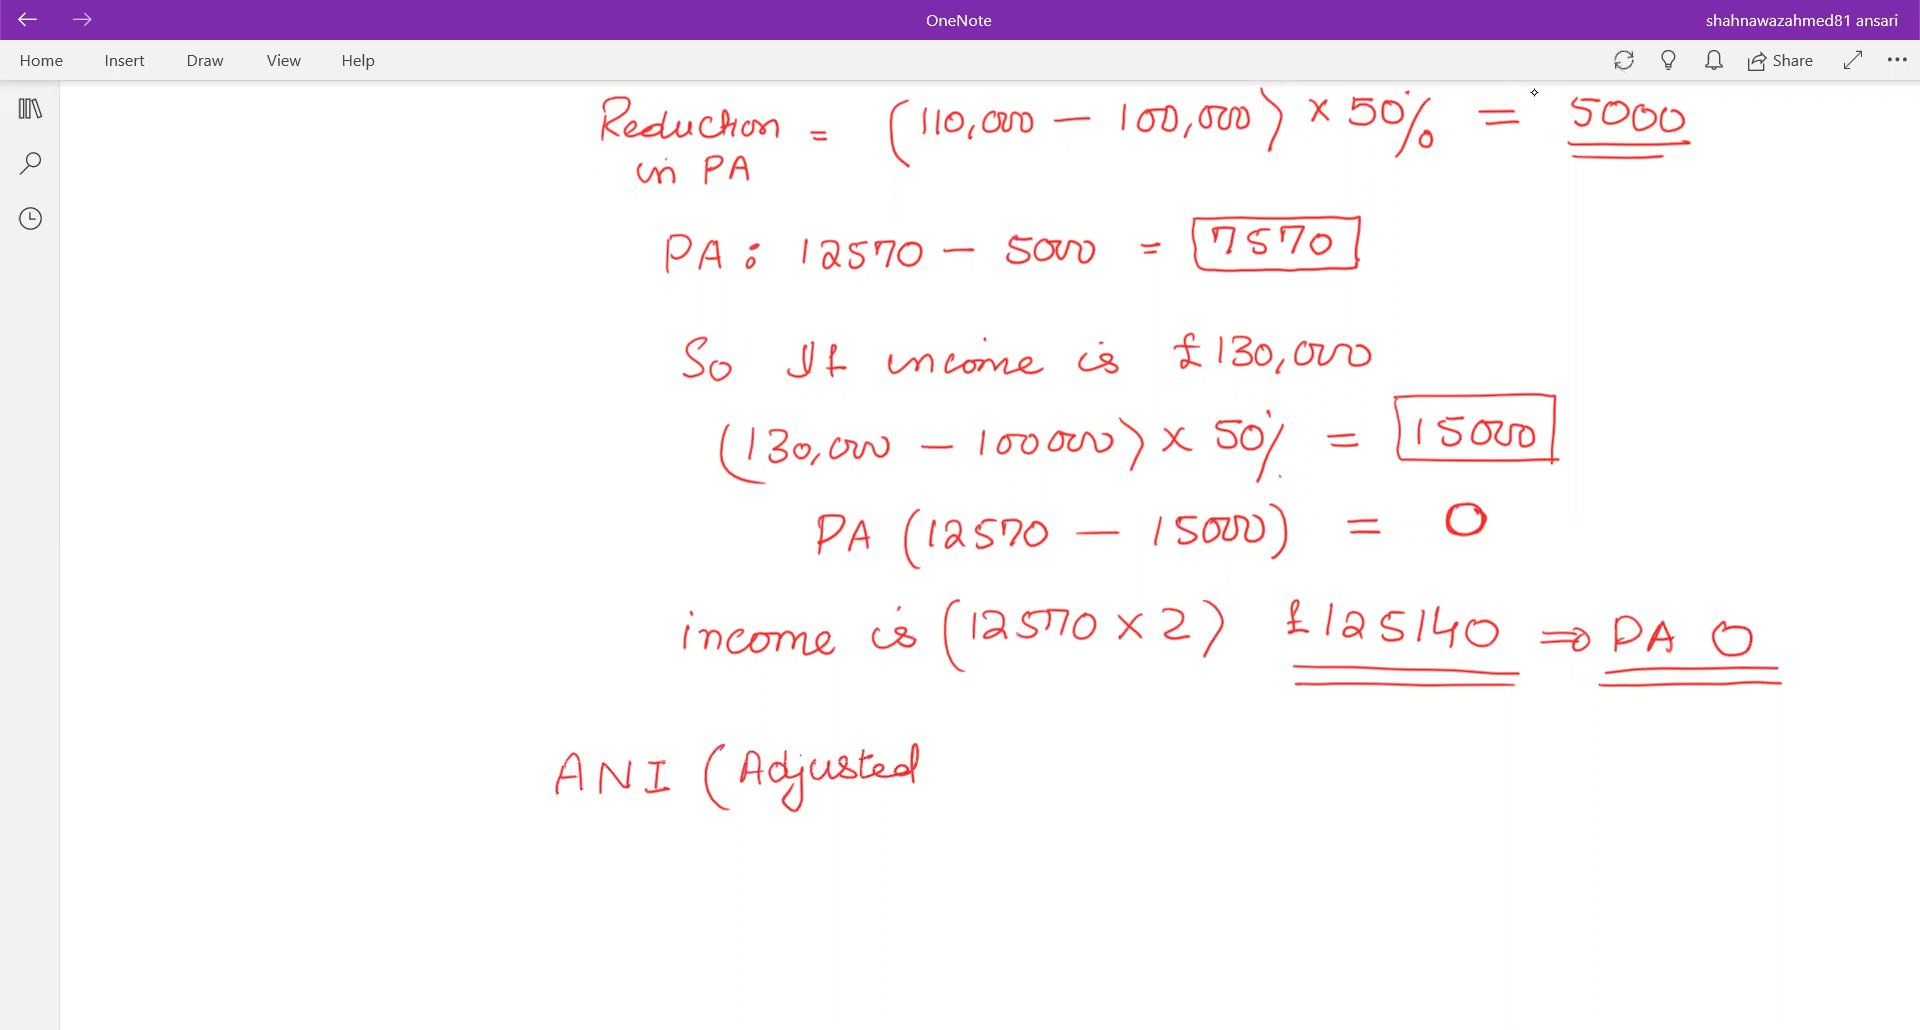 OneNote
shahnawazahmed81 ansari
Home Insert Draw View Help
Share
Reduction in PA = (110,000 - 100,000) × 50% = 5000
PA : 12570 - 5000 = 7570
So If income is £130,000
(130,000 - 100000) × 50% = 15000
PA (12570 - 15000) = 0
income is (12570 × 2) £125140 ⇒ PA 0
ANI (Adjusted